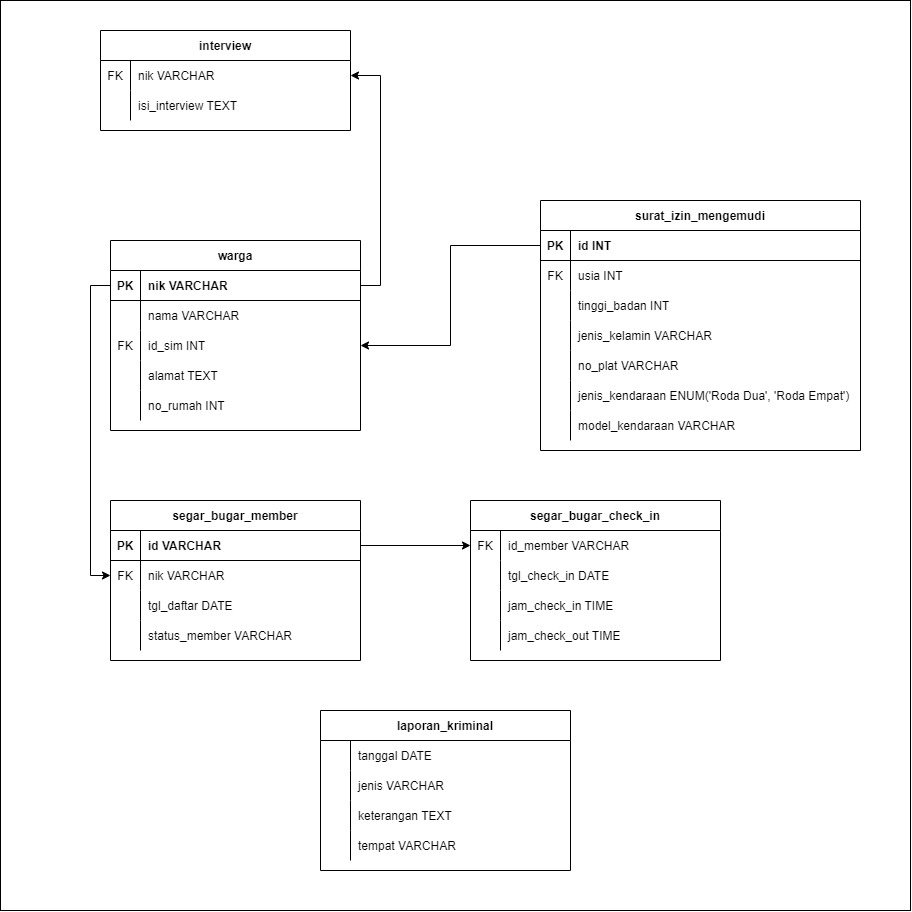 interview
FK nik VARCHAR
isi_interview TEXT
surat_izin_mengemudi
PK id INT
FK usia INT
tinggi_badan INT
jenis_kelamin VARCHAR
no_plat VARCHAR
jenis_kendaraan ENUM('Roda Dua', 'Roda Empat')
model_kendaraan VARCHAR
warga
PK nik VARCHAR
nama VARCHAR
FK id_sim INT
alamat TEXT
no_rumah INT
segar_bugar_member
PK id VARCHAR
FK nik VARCHAR
tgl_daftar DATE
status_member VARCHAR
segar_bugar_check_in
FK id_member VARCHAR
tgl_check_in DATE
jam_check_in TIME
jam_check_out TIME
laporan_kriminal
tanggal DATE
jenis VARCHAR
keterangan TEXT
tempat VARCHAR